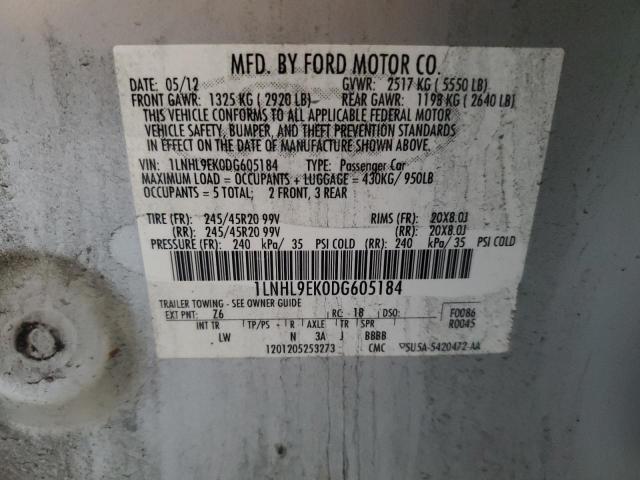 MFD. BY FORD MOTOR CO.
DATE: 05/12 GVWR: 2517 KG ( 5550 LB)
FRONT GAWR: 1325 KG ( 2920 LB) REAR GAWR: 1198 KG ( 2640 LB)
THIS VEHICLE CONFORMS TO ALL APPLICABLE FEDERAL MOTOR
VEHICLE SAFETY, BUMPER, AND THEFT PREVENTION STANDARDS
IN EFFECT ON THE DATE OF MANUFACTURE SHOWN ABOVE.
VIN: 1LNHL9EK0DG605184 TYPE: Passenger Car
MAXIMUM LOAD = OCCUPANTS + LUGGAGE = 430KG/ 950LB
OCCUPANTS = 5 TOTAL; 2 FRONT, 3 REAR
TIRE (FR): 245/45R20 99V RIMS (FR): 20X8.0J
(RR): 245/45R20 99V (RR): 20X8.0J
PRESSURE (FR): 240 kPa/ 35 PSI COLD (RR): 240 kPa/ 35 PSI COLD
1LNHL9EK0DG605184
TRAILER TOWING - SEE OWNER GUIDE
EXT PNT: Z6 RC: 18 DSO: F0086
INT TR TP/PS R AXLE TR SPR R0045
LW N 3A J BBBB
1201205253273 CMC 5U5A-5420472-AA